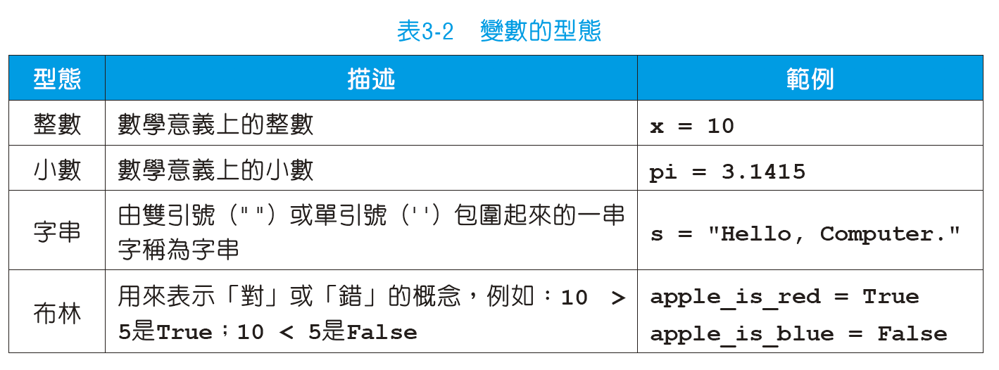 表3-2 變數的型態
型態 描述 範例
整數 數學意義上的整數 x = 10
小數 數學意義上的小數 pi = 3.1415
字串 由雙引號（" "）或單引號（' '）包圍起來的一串
字稱為字串 s = "Hello, Computer."
布林 用來表示「對」或「錯」的概念，例如：10 >
5是True；10 < 5是False
apple_is_red = True
apple_is_blue = False